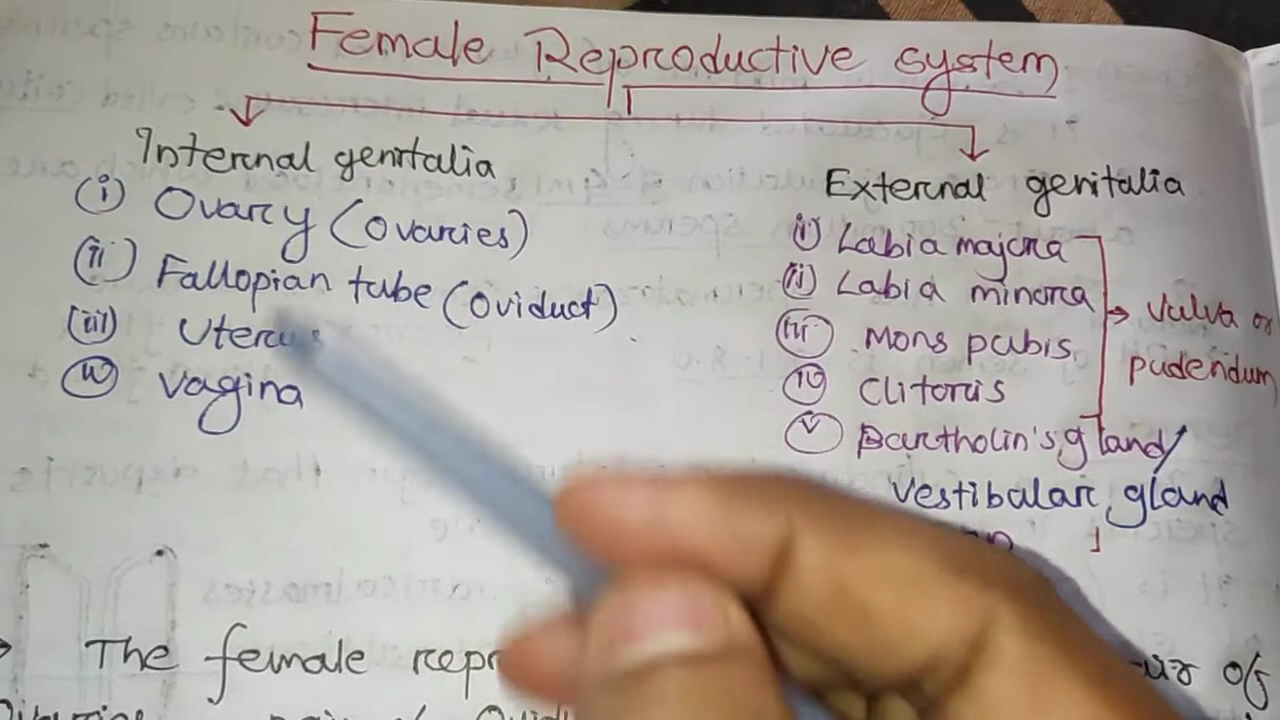 Female Reproductive system
Internal genitalia
(i) Ovary (ovaries)
(ii) Fallopian tube (oviduct)
(iii) Uterus
(iv) vagina
External genitalia
(i) Labia majora
(ii) Labia minora
(iii) Mons pubis
(iv) Clitoris
(v) Bartholin's gland/
Vestibular gland
Vulva or
pudendum
The female
of